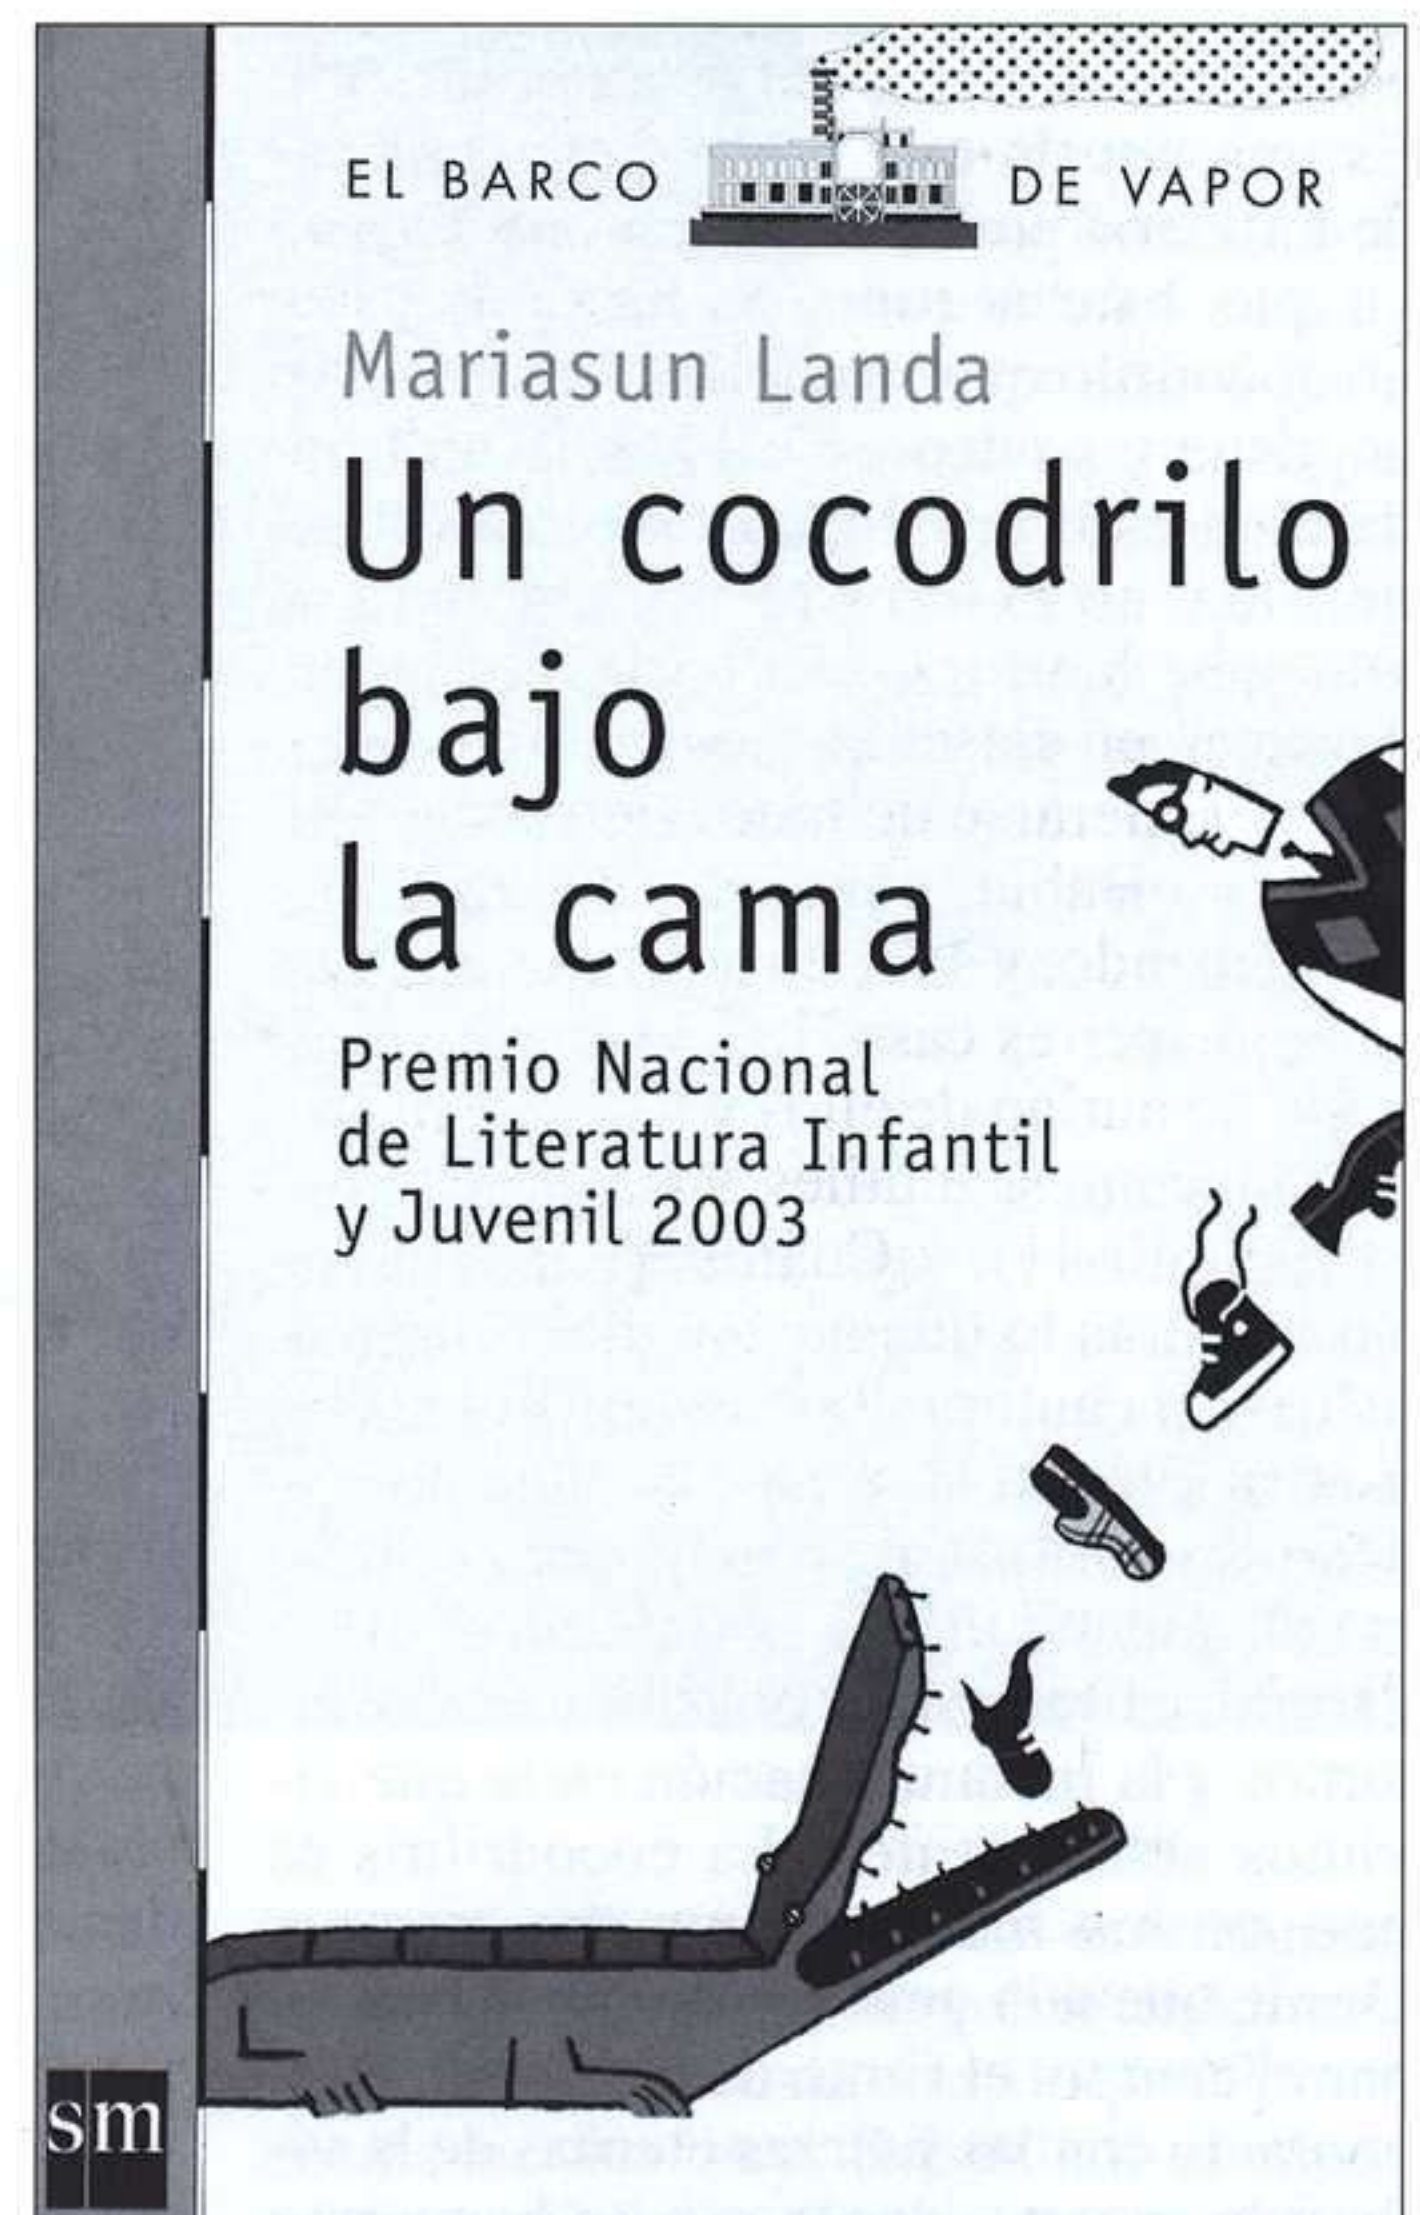 EL BARCO DE VAPOR
Mariasun Landa
Un cocodrilo
bajo
la cama
Premio Nacional
de Literatura Infantil
y Juvenil 2003
sm